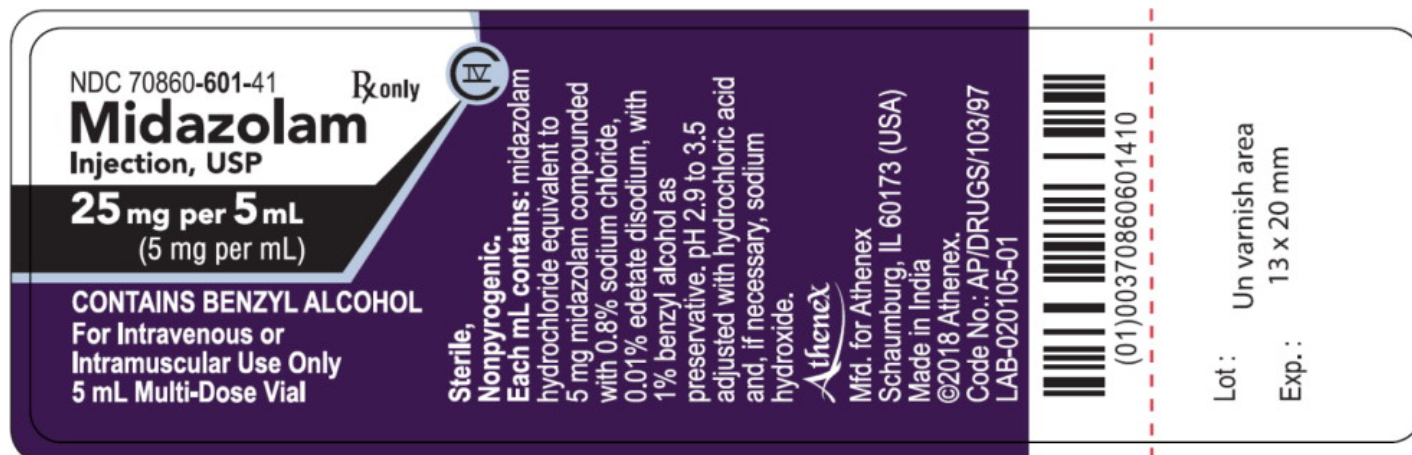 NDC 70860-601-41
Rx only
CIV
Midazolam
Injection, USP
25 mg per 5 mL
(5 mg per mL)
CONTAINS BENZYL ALCOHOL
For Intravenous or
Intramuscular Use Only
5 mL Multi-Dose Vial
Sterile,
Nonpyrogenic.
Each mL contains: midazolam
hydrochloride equivalent to
5 mg midazolam compounded
with 0.8% sodium chloride,
0.01% edetate disodium, with
1% benzyl alcohol as
preservative. pH 2.9 to 3.5
adjusted with hydrochloric acid
and, if necessary, sodium
hydroxide.
Athenex
Mfd. for Athenex
Schaumburg, IL 60173 (USA)
Made in India
©2018 Athenex.
Code No.: AP/DRUGS/103/97
LAB-020105-01
(01)00370860601410
Un varnish area
13 x 20 mm
Lot :
Exp. :